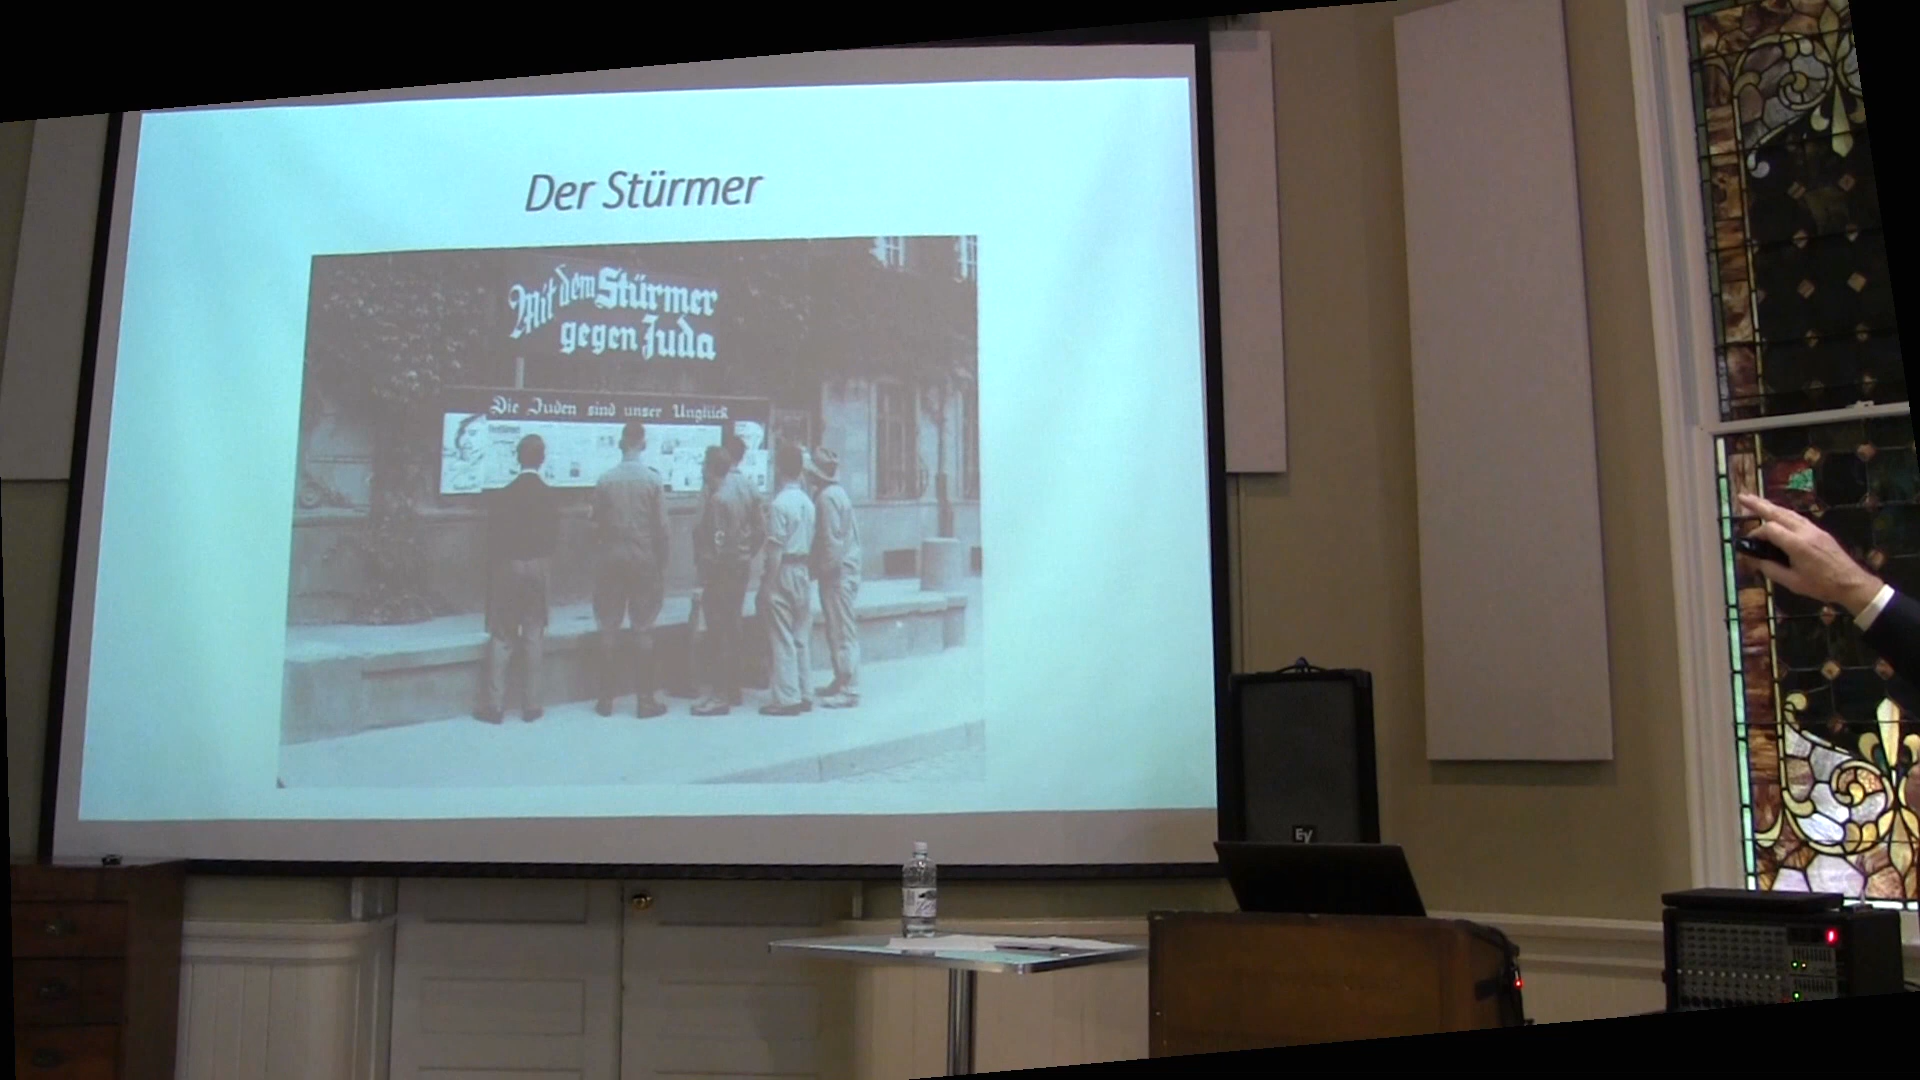 Der Stürmer
Mit dem Stürmer
gegen Juda
Die Juden sind unser Unglück
EV